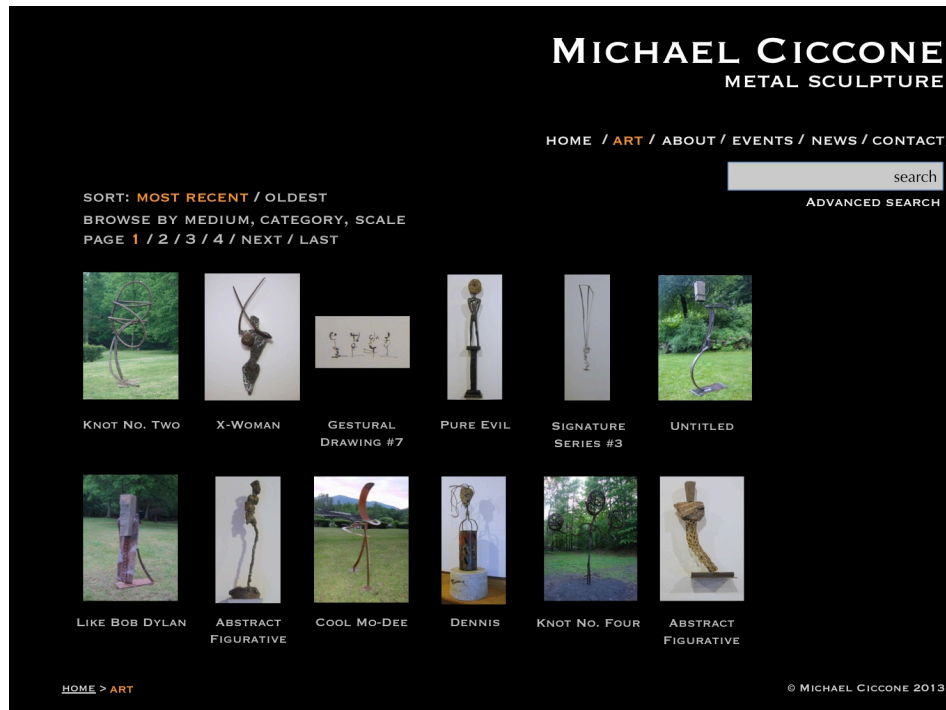 MICHAEL CICCONE
METAL SCULPTURE
HOME / ART / ABOUT / EVENTS / NEWS / CONTACT
search
ADVANCED SEARCH
SORT: MOST RECENT / OLDEST
BROWSE BY MEDIUM, CATEGORY, SCALE
PAGE 1 / 2 / 3 / 4 / NEXT / LAST
KNOT NO. TWO
X-WOMAN
GESTURAL
DRAWING #7
PURE EVIL
SIGNATURE
SERIES #3
UNTITLED
LIKE BOB DYLAN
ABSTRACT
FIGURATIVE
COOL MO-DEE
DENNIS
KNOT NO. FOUR
ABSTRACT
FIGURATIVE
HOME > ART
© MICHAEL CICCONE 2013